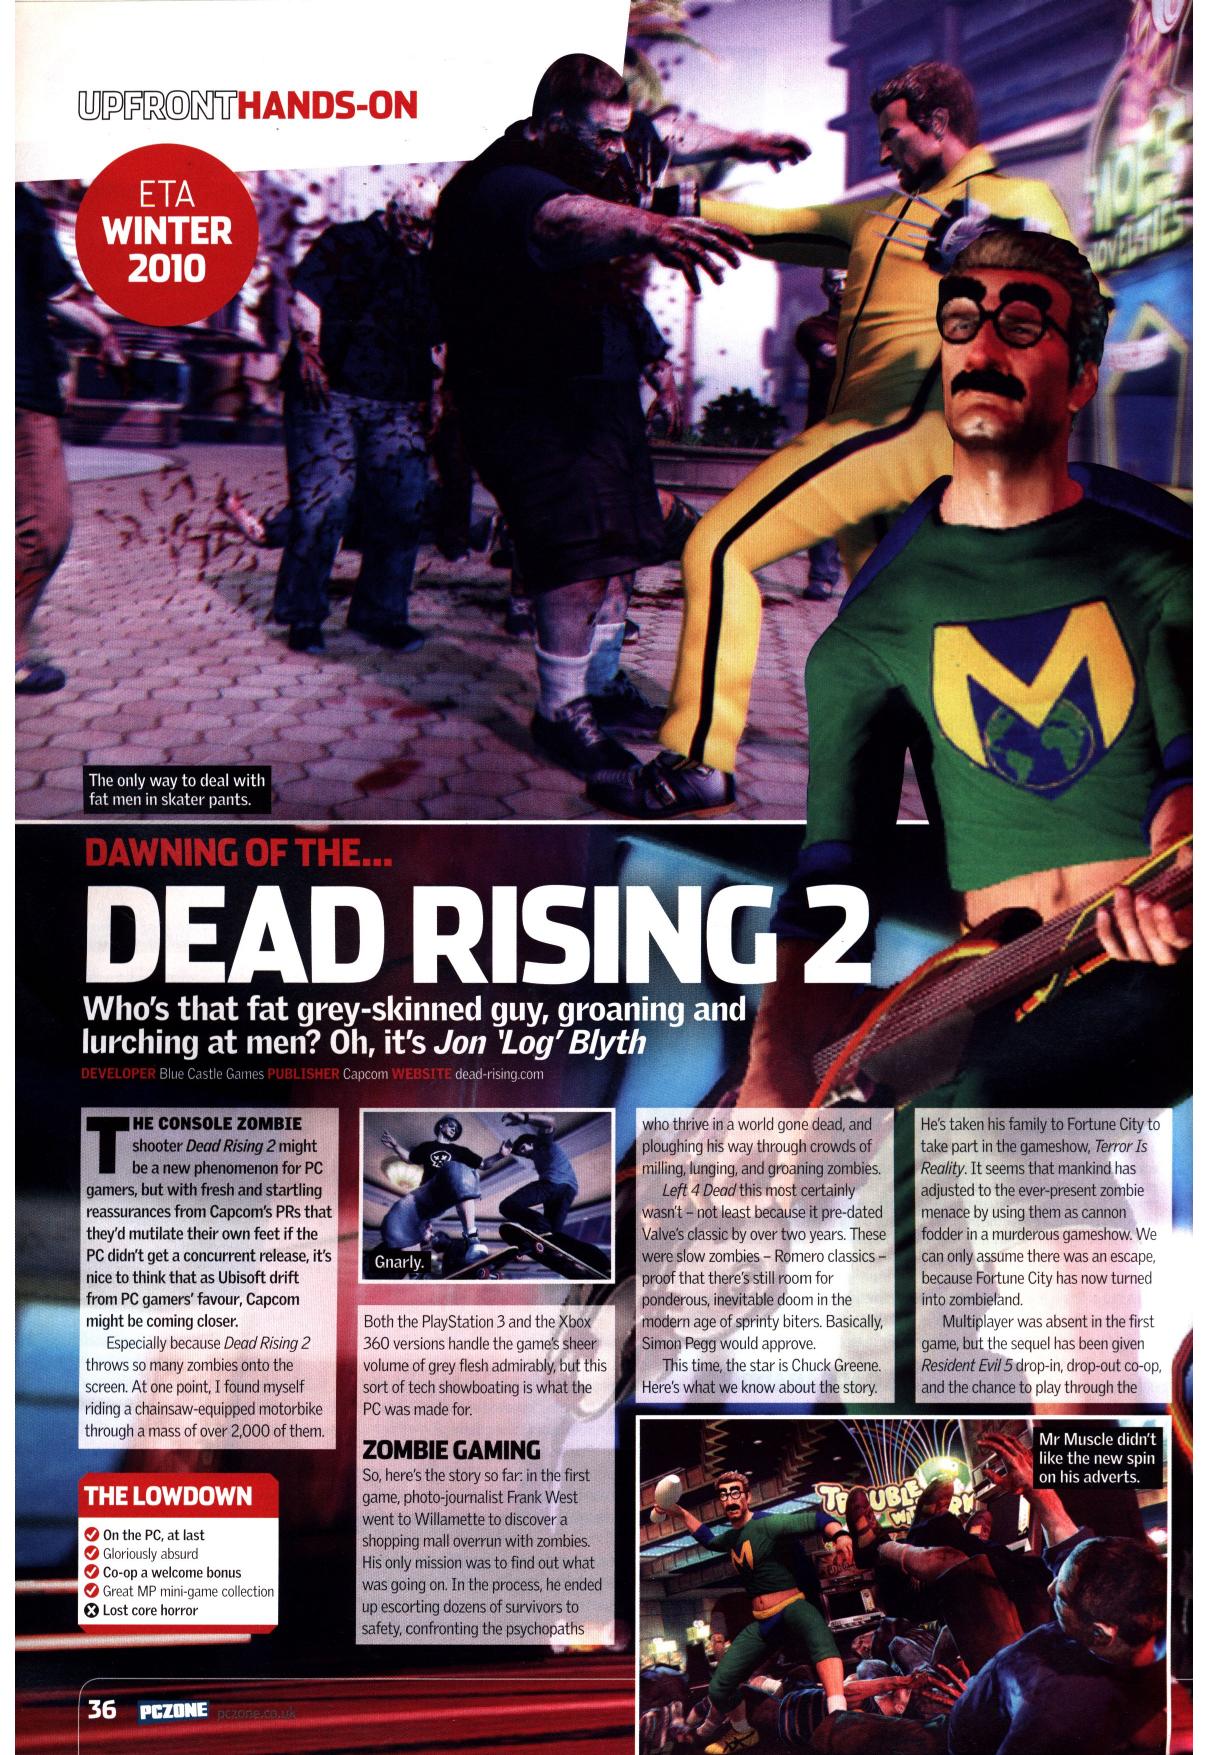 UPFRONTHANDS-ON
ETA
WINTER
2010
The only way to deal with
fat men in skater pants.
DAWNING OF THE...
DEAD RISING 2
Who's that fat grey-skinned guy, groaning and
lurching at men? Oh, it's Jon 'Log' Blyth
DEVELOPER Blue Castle Games PUBLISHER Capcom WEBSITE dead-rising.com
THE CONSOLE ZOMBIE
shooter Dead Rising 2 might
be a new phenomenon for PC
gamers, but with fresh and startling
reassurances from Capcom's PRs that
they'd mutilate their own feet if the
PC didn't get a concurrent release, it's
nice to think that as Ubisoft drift
from PC gamers' favour, Capcom
might be coming closer.
Especially because Dead Rising 2
throws so many zombies onto the
screen. At one point, I found myself
riding a chainsaw-equipped motorbike
through a mass of over 2,000 of them.
THE LOWDOWN
On the PC, at last
Gloriously absurd
Co-op a welcome bonus
Great MP mini-game collection
Lost core horror
Gnarly.
Both the PlayStation 3 and the Xbox
360 versions handle the game's sheer
volume of grey flesh admirably, but this
sort of tech showboating is what the
PC was made for.
ZOMBIE GAMING
So, here's the story so far: in the first
game, photo-journalist Frank West
went to Willamette to discover a
shopping mall overrun with zombies.
His only mission was to find out what
was going on. In the process, he ended
up escorting dozens of survivors to
safety, confronting the psychopaths
who thrive in a world gone dead, and
ploughing his way through crowds of
milling, lunging, and groaning zombies.
Left 4 Dead this most certainly
wasn't – not least because it pre-dated
Valve's classic by over two years. These
were slow zombies – Romero classics –
proof that there's still room for
ponderous, inevitable doom in the
modern age of sprinty biters. Basically,
Simon Pegg would approve.
This time, the star is Chuck Greene.
Here's what we know about the story.
He's taken his family to Fortune City to
take part in the gameshow, Terror Is
Reality. It seems that mankind has
adjusted to the ever-present zombie
menace by using them as cannon
fodder in a murderous gameshow. We
can only assume there was an escape,
because Fortune City has now turned
into zombieland.
Multiplayer was absent in the first
game, but the sequel has been given
Resident Evil 5 drop-in, drop-out co-op,
and the chance to play through the
Mr Muscle didn't
like the new spin
on his adverts.
M
NOVELTIES
M
36 PCZONE pczone.co.uk